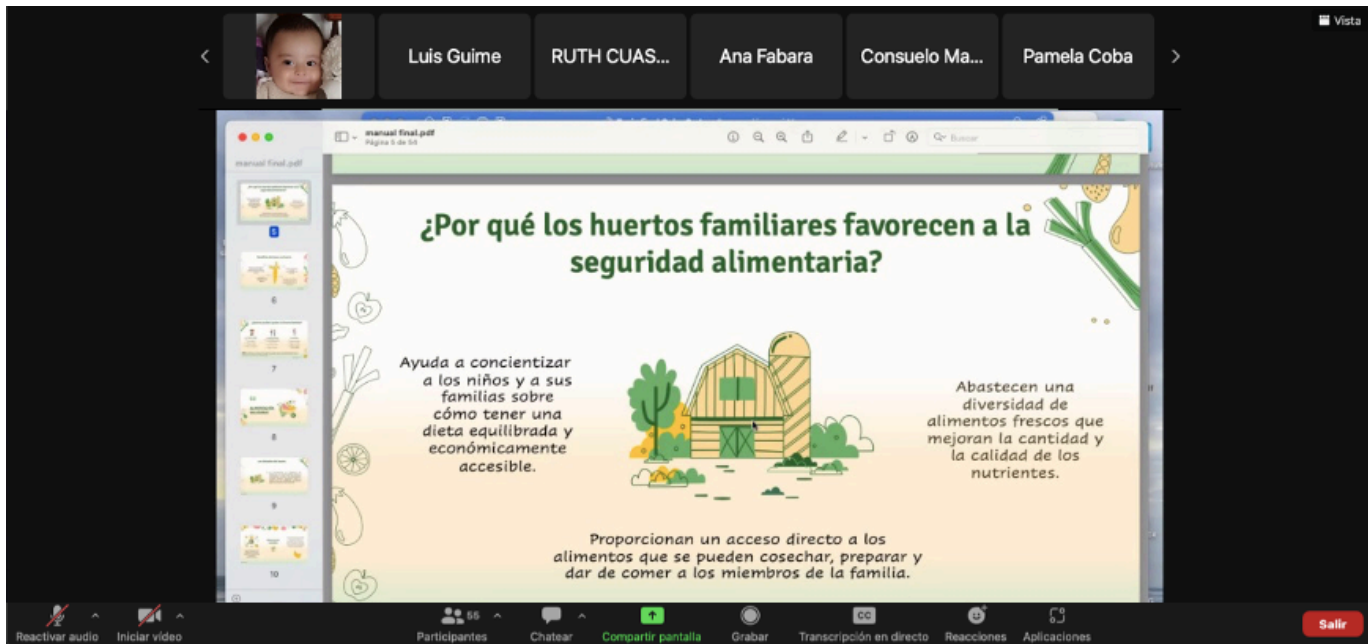 Vista
Luis Guime
RUTH CUAS...
Ana Fabara
Consuelo Ma...
Pamela Coba
manual final.pdf
Página 5 de 54
Buscar
manual final.pdf
5
6
7
8
9
10
¿Por qué los huertos familiares favorecen a la
seguridad alimentaria?
Ayuda a concientizar
a los niños y a sus
familias sobre
cómo tener una
dieta equilibrada y
económicamente
accesible.
Abastecen una
diversidad de
alimentos frescos que
mejoran la cantidad y
la calidad de los
nutrientes.
Proporcionan un acceso directo a los
alimentos que se pueden cosechar, preparar y
dar de comer a los miembros de la familia.
Reactivar audio
Iniciar vídeo
55
Participantes
Chatear
Compartir pantalla
Grabar
CC
Transcripción en directo
Reacciones
Aplicaciones
Salir